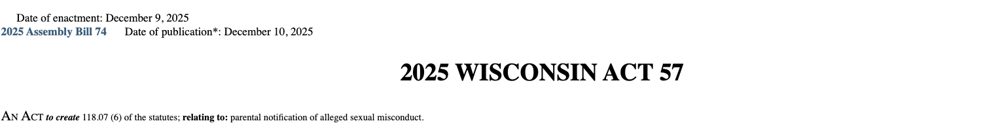 Date of enactment: December 9, 2025
2025 Assembly Bill 74 Date of publication*: December 10, 2025
2025 WISCONSIN ACT 57
AN ACT to create 118.07 (6) of the statutes; relating to: parental notification of alleged sexual misconduct.